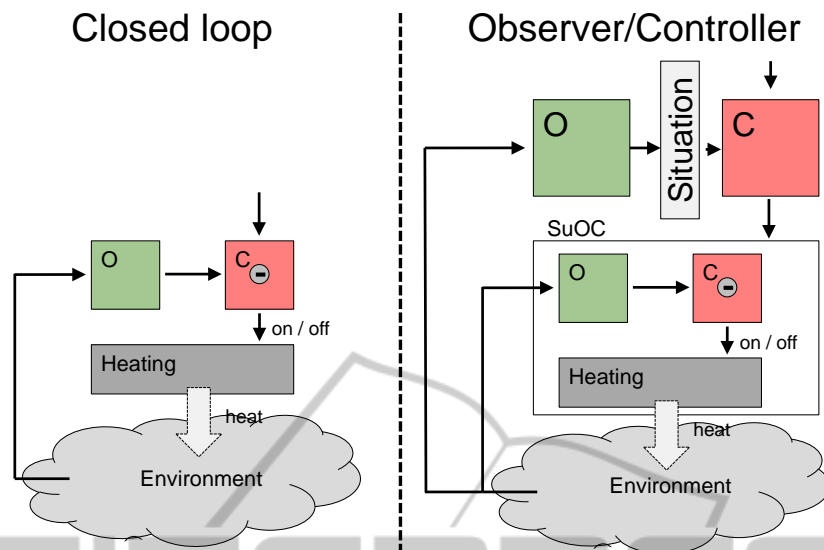 Closed loop
O
C
on / off
Heating
heat
Environment
Observer/Controller
O
Situation
C
SuOC
O
C
on / off
Heating
heat
Environment